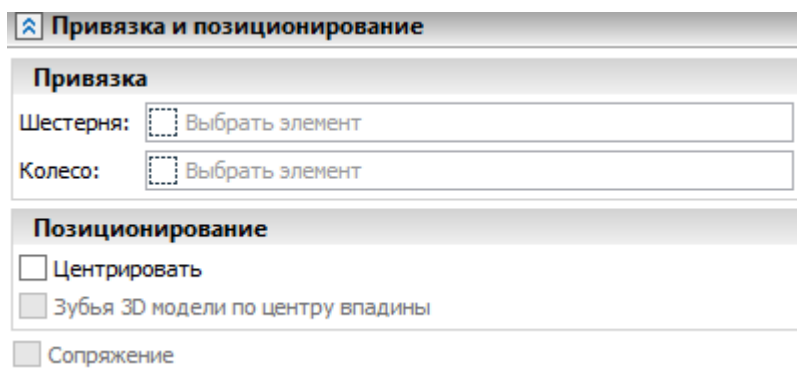 Привязка и позиционирование
Привязка
Шестерня: Выбрать элемент
Колесо: Выбрать элемент
Позиционирование
Центрировать
Зубья 3D модели по центру впадины
Сопряжение